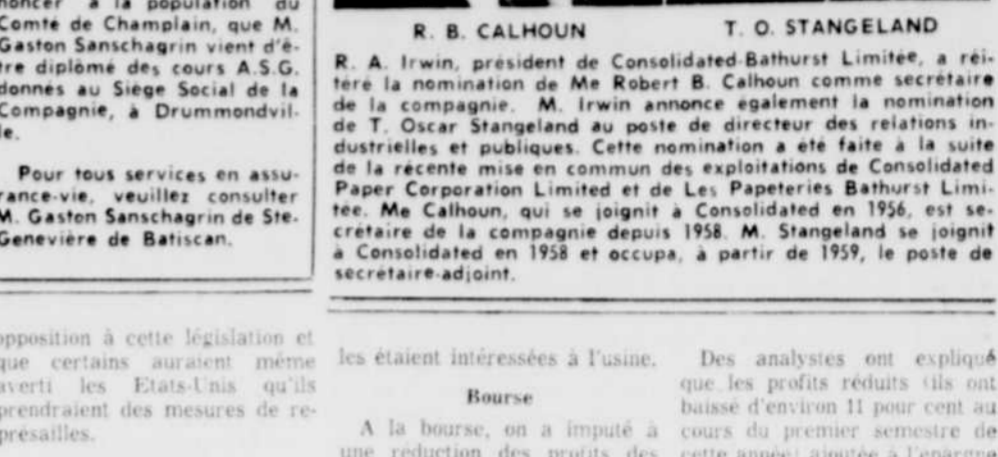 noncer à la population du
Comté de Champlain, que M.
Gaston Sanschagrin vient d'ê-
tre diplômé des cours A.S.G.
donnés au Siège Social de la
Compagnie, à Drummondvil-
le.
Pour tous services en assu-
rance-vie, veuillez consulter
M. Gaston Sanschagrin de Ste-
Geneviève de Batiscan.
R. B. CALHOUN
T. O. STANGELAND
R. A. Irwin, président de Consolidated-Bathurst Limitée, a réi-
téré la nomination de Me Robert B. Calhoun comme secrétaire
de la compagnie. M. Irwin annonce également la nomination
de T. Oscar Stangeland au poste de directeur des relations in-
dustrielles et publiques. Cette nomination a été faite à la suite
de la récente mise en commun des exploitations de Consolidated
Paper Corporation Limited et de Les Papeteries Bathurst Limi-
tée. Me Calhoun, qui se joignit à Consolidated en 1956, est se-
crétaire de la compagnie depuis 1958. M. Stangeland se joignit
à Consolidated en 1958 et occupa, à partir de 1959, le poste de
secrétaire-adjoint.
opposition à cette législation et
que certains auraient même
averti les Etats-Unis qu'ils
prendraient des mesures de re-
présailles.
les étaient intéressées à l'usine.
Bourse
A la bourse, on a imputé à
une réduction des profits des
Des analystes ont expliqué
que les profits réduits (ils ont
baissé d'environ 11 pour cent au
cours du premier semestre de
cette année) ajoutée à l'épargne